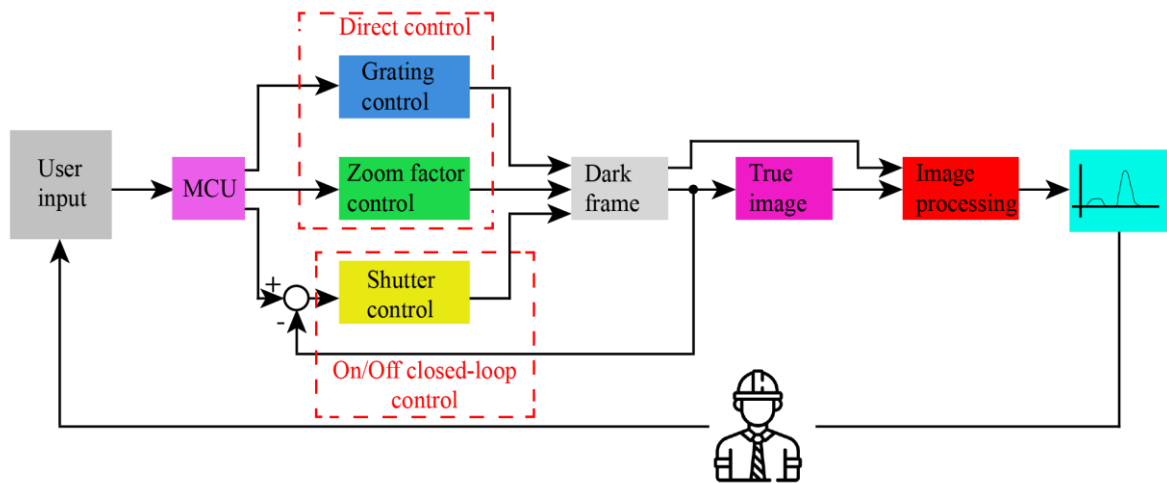 Direct control
Grating
control
User
input
MCU
Zoom factor
control
Dark
frame
True
image
Image
processing
+
-
Shutter
control
On/Off closed-loop
control